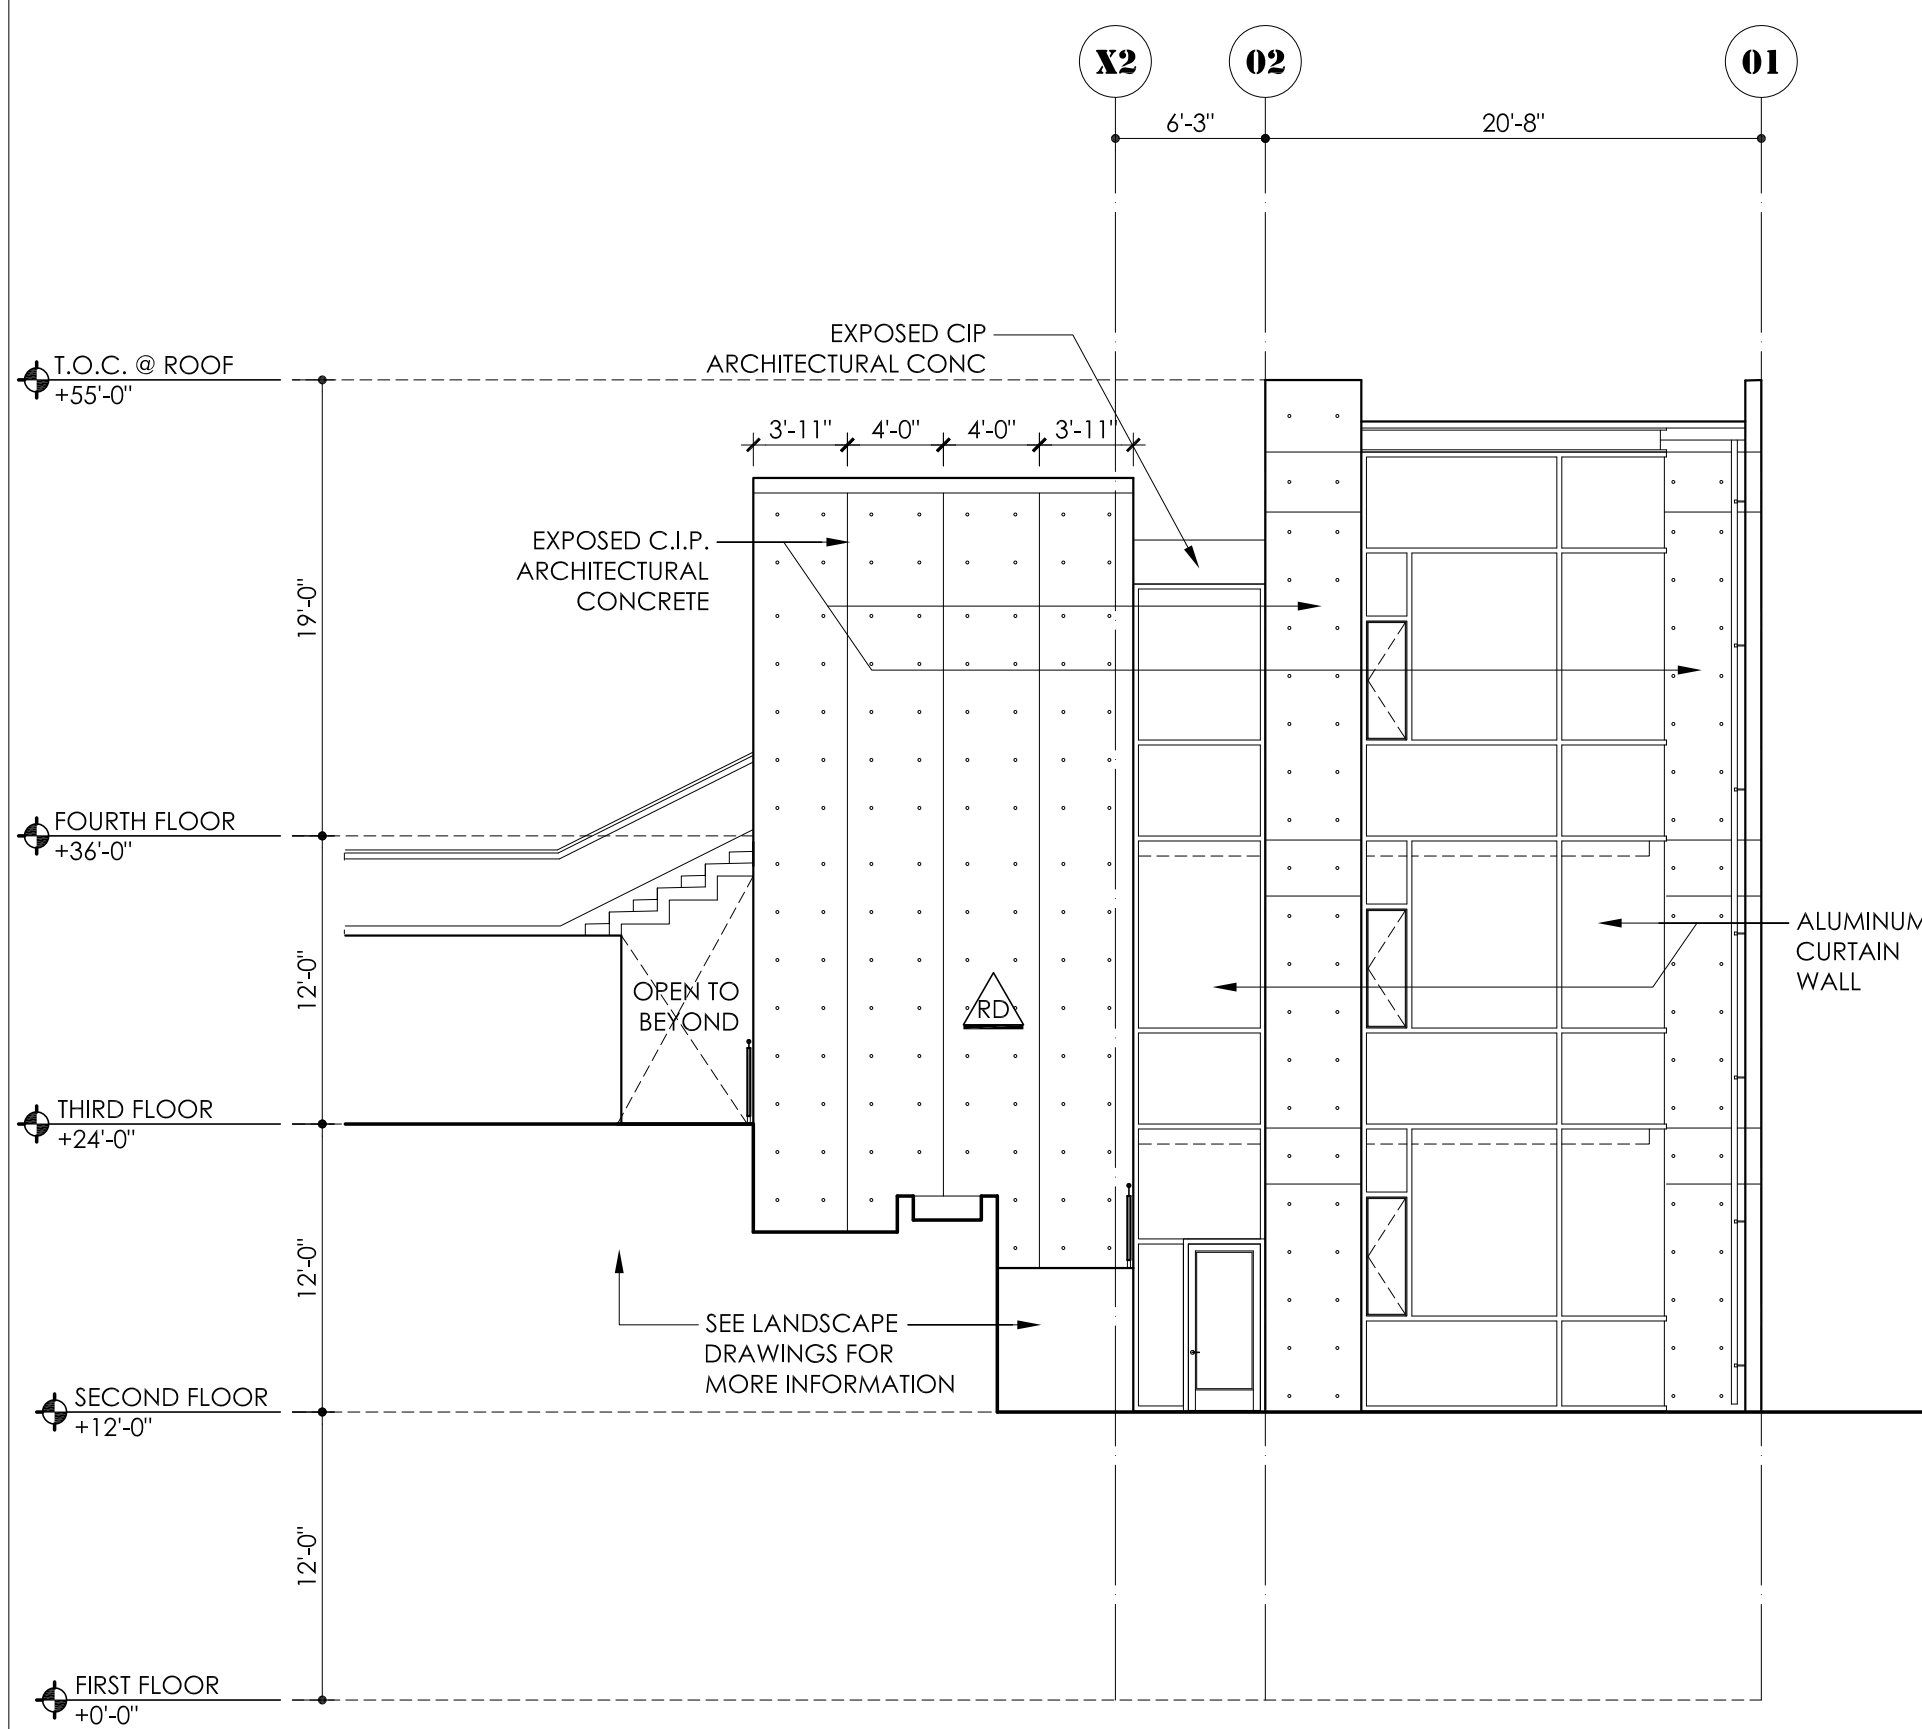 X2
02
01
6'-3"
20'-8"
EXPOSED CIP
ARCHITECTURAL CONC
T.O.C. @ ROOF
+55'-0"
3'-11"
4'-0"
4'-0"
3'-11"
EXPOSED C.I.P.
ARCHITECTURAL
CONCRETE
19'-0"
FOURTH FLOOR
+36'-0"
ALUMINUM
CURTAIN
WALL
12'-0"
OPEN TO
BEYOND
RD
THIRD FLOOR
+24'-0"
12'-0"
SEE LANDSCAPE
DRAWINGS FOR
MORE INFORMATION
SECOND FLOOR
+12'-0"
12'-0"
FIRST FLOOR
+0'-0"